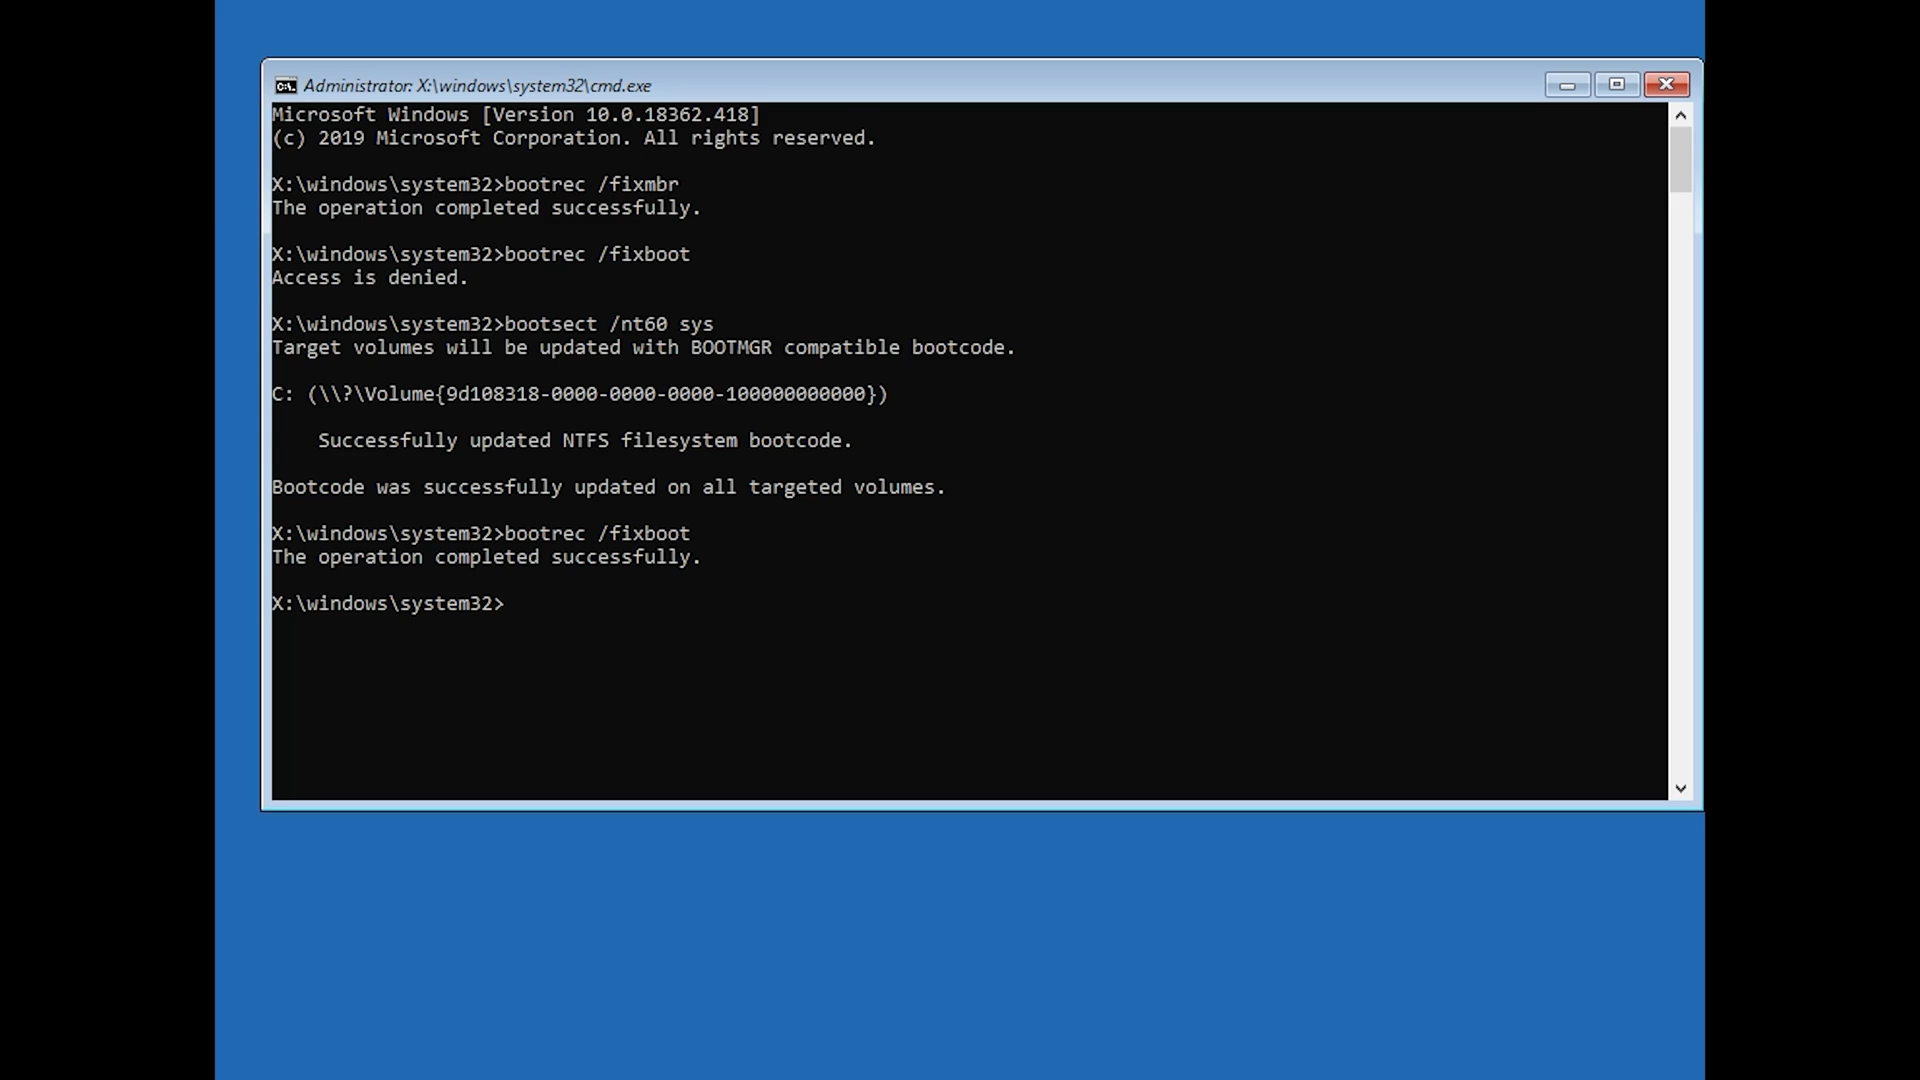 Administrator: X:\windows\system32\cmd.exe
Microsoft Windows [Version 10.0.18362.418]
(c) 2019 Microsoft Corporation. All rights reserved.
X:\windows\system32>bootrec /fixmbr
The operation completed successfully.
X:\windows\system32>bootrec /fixboot
Access is denied.
X:\windows\system32>bootsect /nt60 sys
Target volumes will be updated with BOOTMGR compatible bootcode.
C: (\\?\Volume{9d108318-0000-0000-0000-100000000000})
Successfully updated NTFS filesystem bootcode.
Bootcode was successfully updated on all targeted volumes.
X:\windows\system32>bootrec /fixboot
The operation completed successfully.
X:\windows\system32>